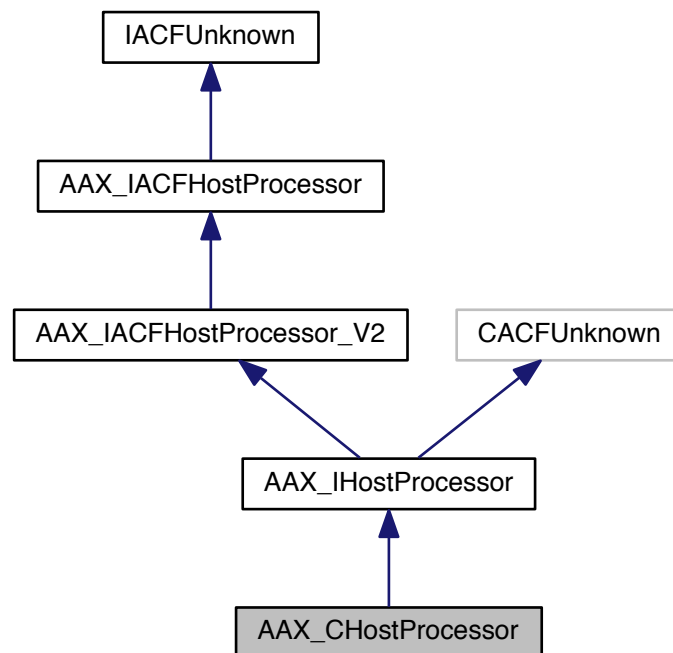 IACFUnknown
AAX_IACFHostProcessor
AAX_IACFHostProcessor_V2
CACFUnknown
AAX_IHostProcessor
AAX_CHostProcessor